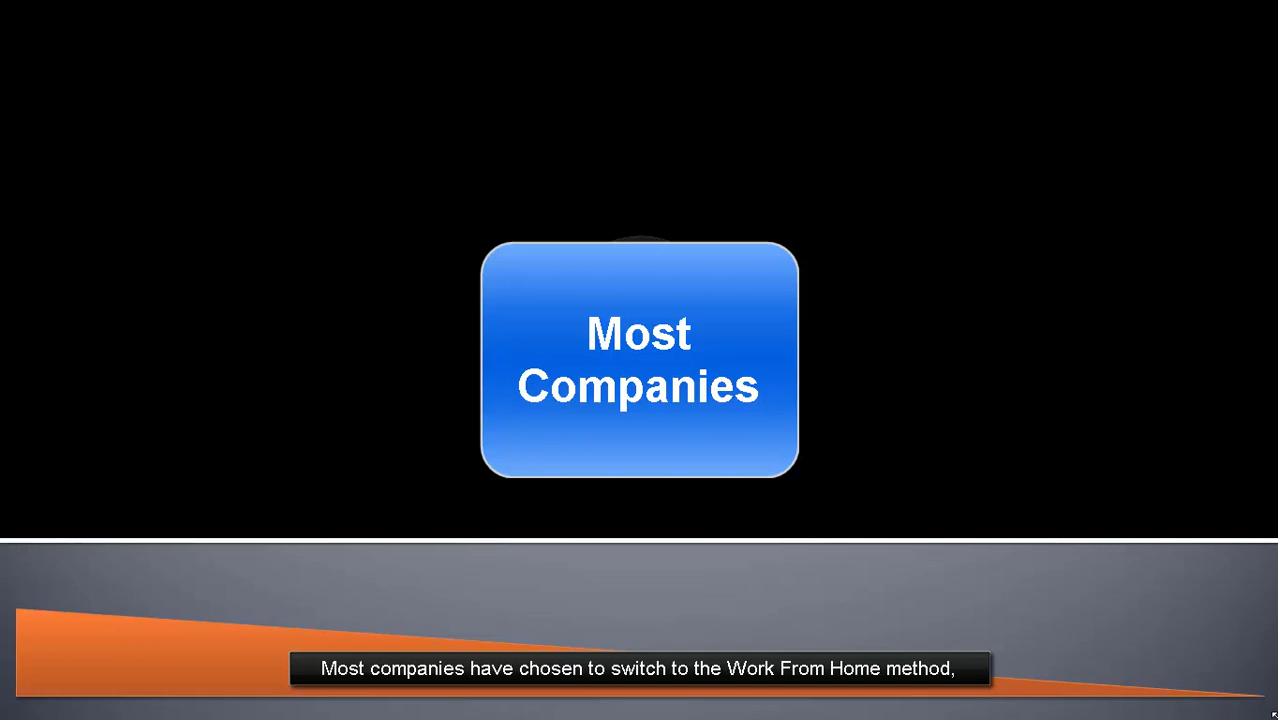 Most
Companies
Most companies have chosen to switch to the Work From Home method,